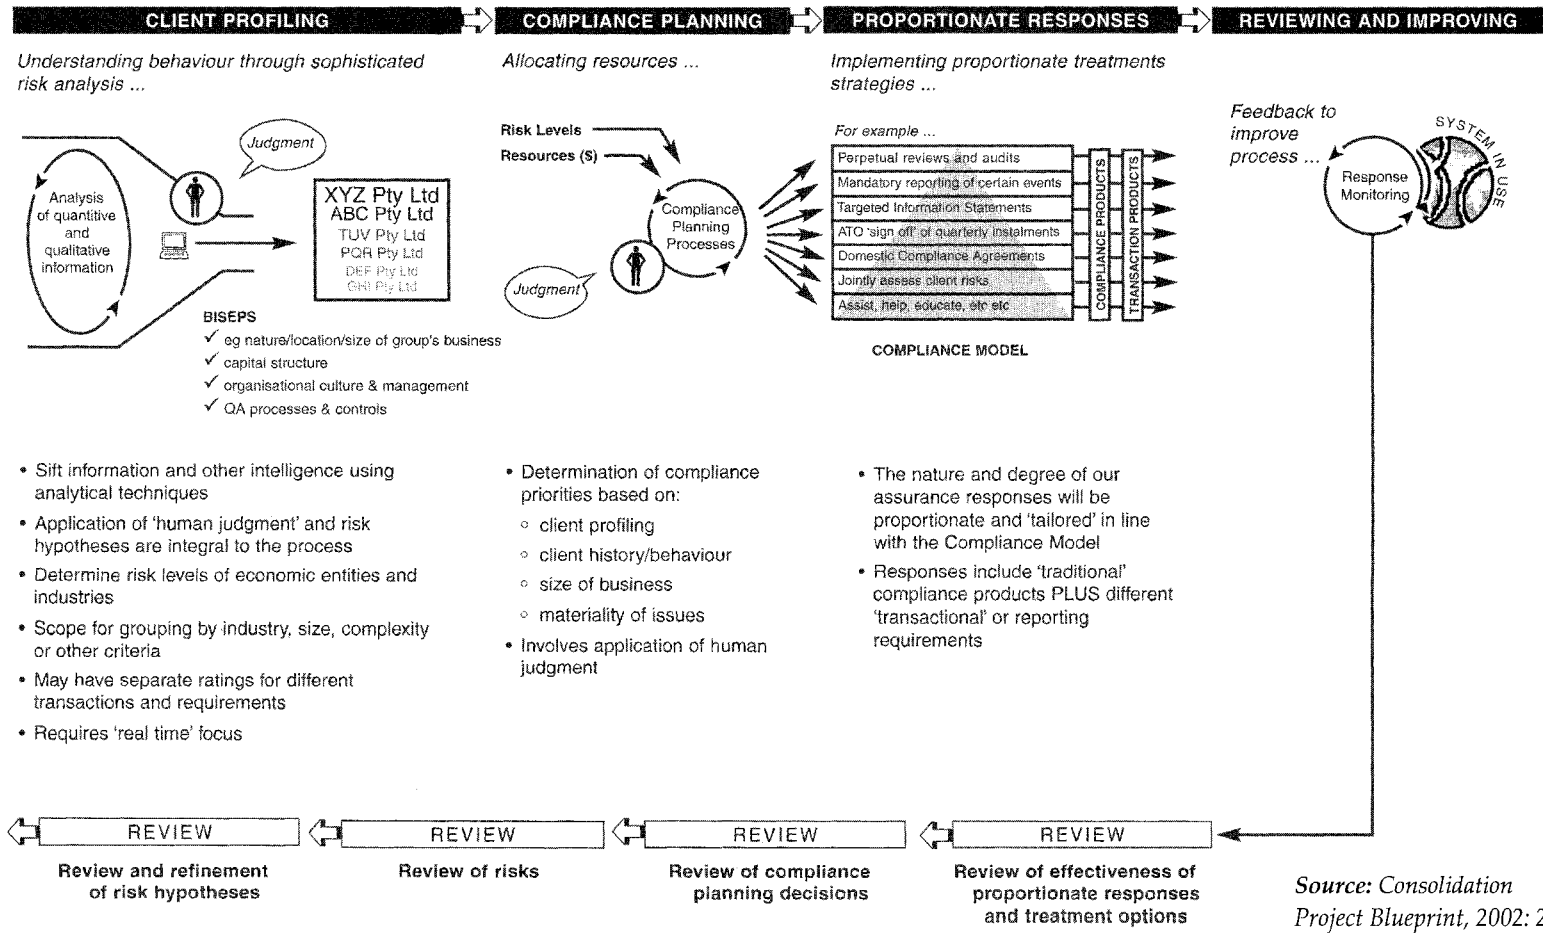 CLIENT PROFILING
COMPLIANCE PLANNING
PROPORTIONATE RESPONSES
REVIEWING AND IMPROVING
Understanding behaviour through sophisticated
risk analysis ...
Judgment
Analysis
of quantitive
and
qualitative
information
XYZ Pty Ltd
ABC Pty Ltd
TUV Pty Ltd
PQR Pty Ltd
DEF Pty Ltd
GHI Pty Ltd
BISEPS
✓ eg nature/location/size of group's business
✓ capital structure
✓ organisational culture & management
✓ QA processes & controls
Allocating resources ...
Risk Levels
Resources ($)
Compliance
Planning
Processes
Judgment
Implementing proportionate treatments
strategies ...
For example ...
Perpetual reviews and audits
Mandatory reporting of certain events
Targeted Information Statements
ATO 'sign off' of quarterly instalments
Domestic Compliance Agreements
Jointly assess client risks
Assist, help, educate, etc etc
COMPLIANCE PRODUCTS
TRANSACTION PRODUCTS
COMPLIANCE MODEL
Feedback to
improve
process ...
Response
Monitoring
SYSTEM IN USE
• Sift information and other intelligence using
analytical techniques
• Application of 'human judgment' and risk
hypotheses are integral to the process
• Determine risk levels of economic entities and
industries
• Scope for grouping by industry, size, complexity
or other criteria
• May have separate ratings for different
transactions and requirements
• Requires 'real time' focus
• Determination of compliance
priorities based on:
○ client profiling
○ client history/behaviour
○ size of business
○ materiality of issues
• Involves application of human
judgment
• The nature and degree of our
assurance responses will be
proportionate and 'tailored' in line
with the Compliance Model
• Responses include 'traditional'
compliance products PLUS different
'transactional' or reporting
requirements
REVIEW
REVIEW
REVIEW
REVIEW
Review and refinement
of risk hypotheses
Review of risks
Review of compliance
planning decisions
Review of effectiveness of
proportionate responses
and treatment options
Source: Consolidation
Project Blueprint, 2002: